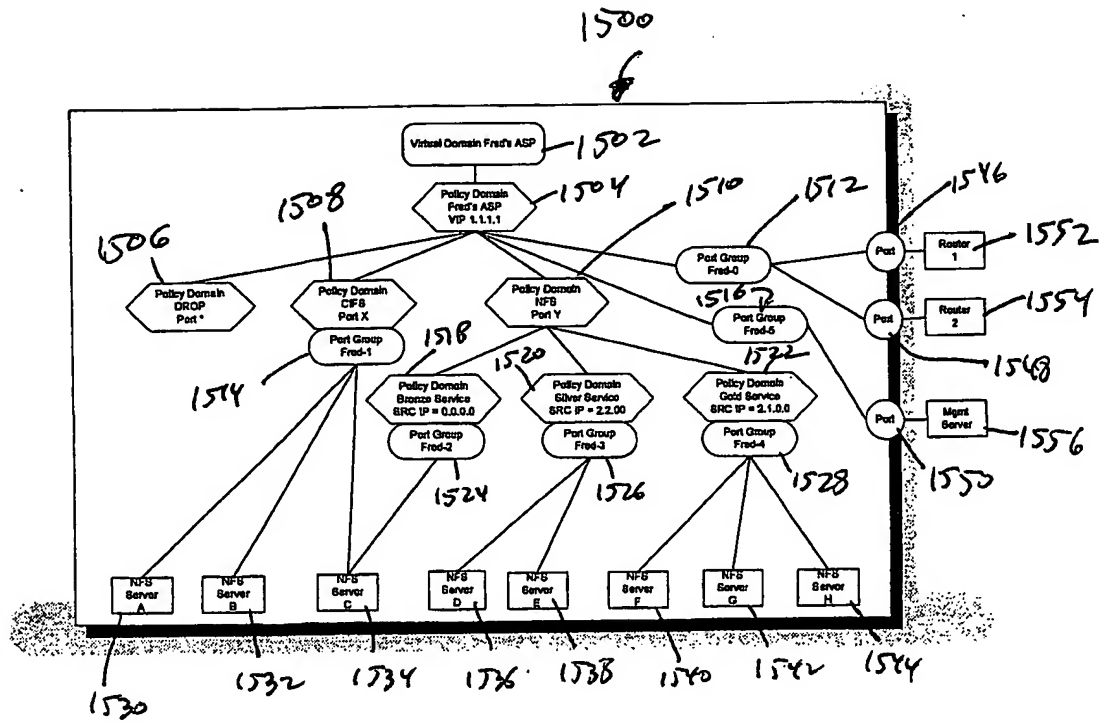 1500
Virtual Domain Fred's ASP
1502
Policy Domain
Fred's ASP
VIP 1.1.1.1
1504
1510
1512
1546
1508
1506
Policy Domain
DROP
Port *
Policy Domain
CIFS
Port X
Port Group
Fred-1
1514
Policy Domain
NFS
Port Y
Port Group
Fred-0
1516
Port Group
Fred-5
Port
Router
1
1552
Port
Router
2
1554
1548
1518
Policy Domain
Bronze Service
SRC IP = 0.0.0.0
Port Group
Fred-2
1524
1520
Policy Domain
Silver Service
SRC IP = 2.2.00
Port Group
Fred-3
1526
1522
Policy Domain
Gold Service
SRC IP = 2.1.0.0
Port Group
Fred-4
1528
Port
Mgmt
Server
1556
1550
NFS
Server
A
NFS
Server
B
NFS
Server
C
NFS
Server
D
NFS
Server
E
NFS
Server
F
NFS
Server
G
NFS
Server
H
1530
1532
1534
1536
1538
1540
1542
1544